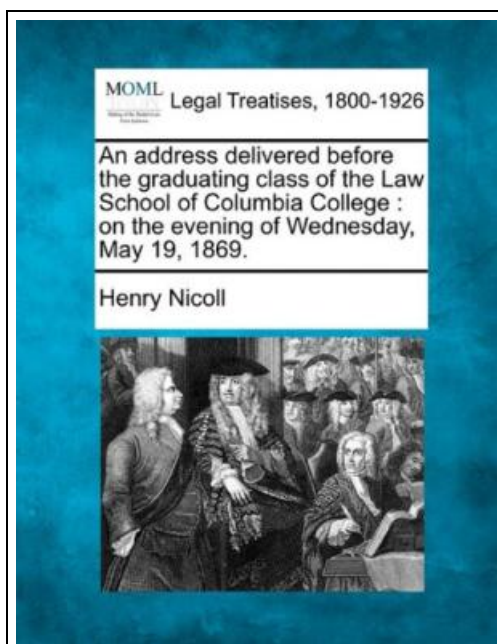 MOML
Legal Treatises, 1800-1926
An address delivered before
the graduating class of the Law
School of Columbia College :
on the evening of Wednesday,
May 19, 1869.
Henry Nicoll